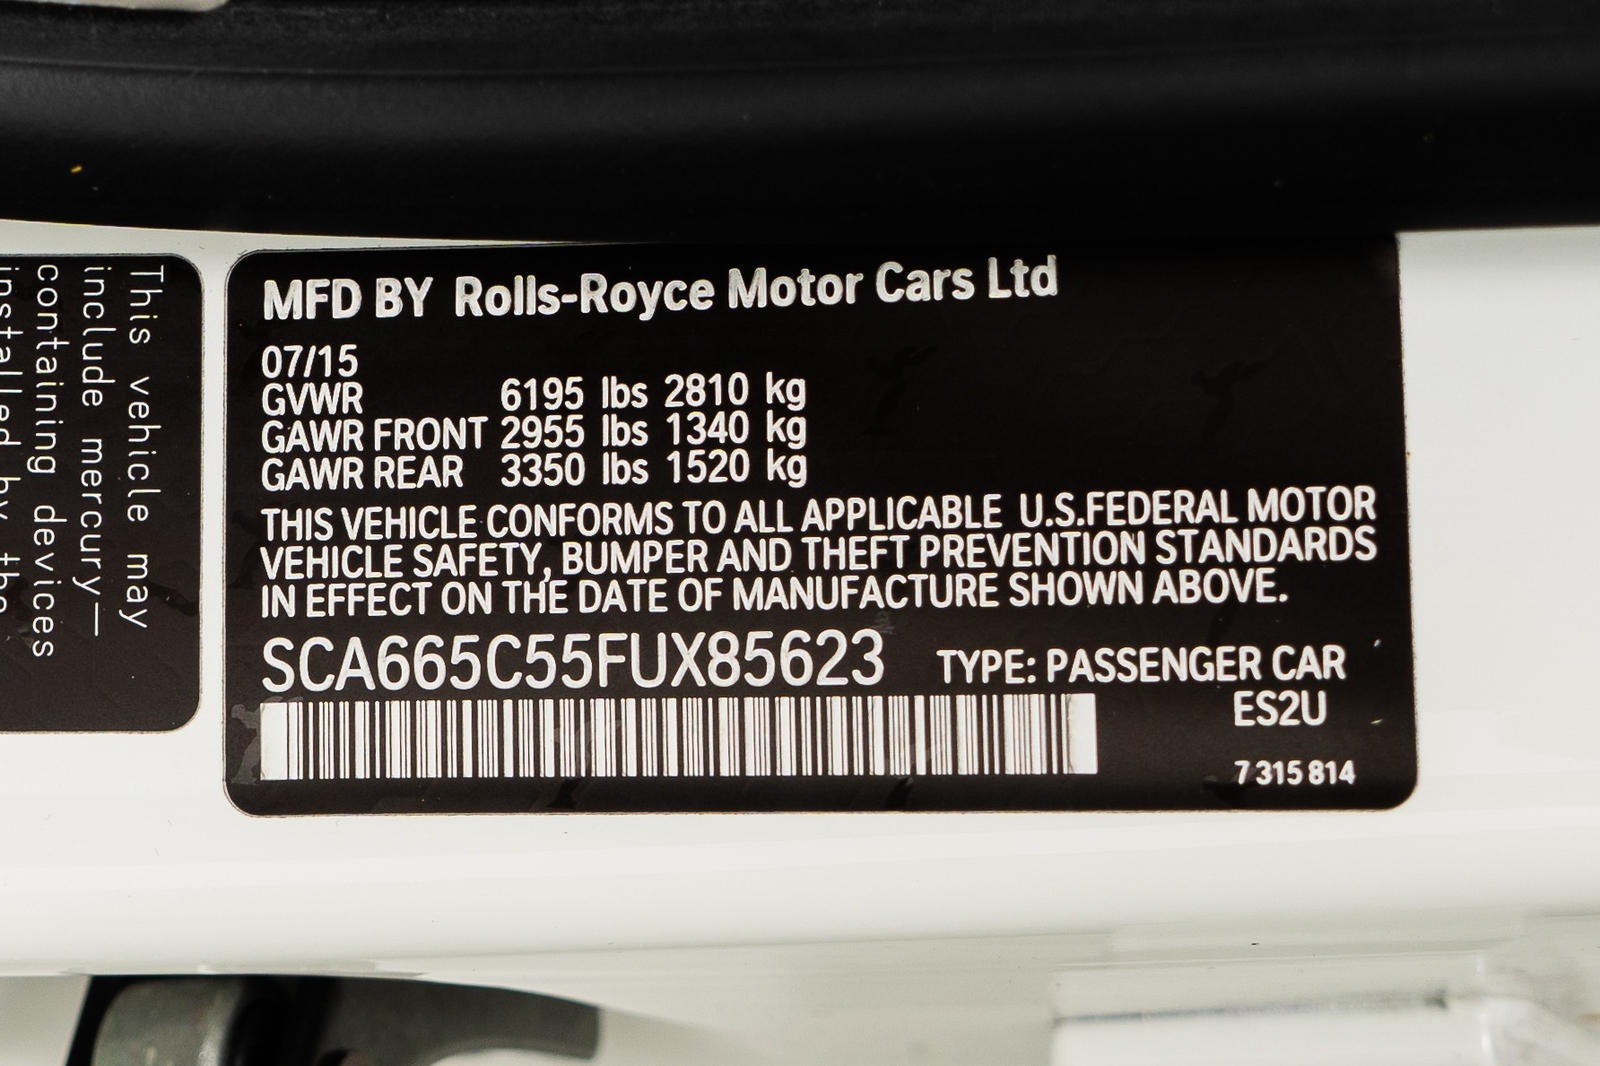 This vehicle may
include mercury—
containing devices
installed by the
MFD BY Rolls-Royce Motor Cars Ltd
07/15
GVWR 6195 lbs 2810 kg
GAWR FRONT 2955 lbs 1340 kg
GAWR REAR 3350 lbs 1520 kg
THIS VEHICLE CONFORMS TO ALL APPLICABLE U.S.FEDERAL MOTOR
VEHICLE SAFETY, BUMPER AND THEFT PREVENTION STANDARDS
IN EFFECT ON THE DATE OF MANUFACTURE SHOWN ABOVE.
SCA665C55FUX85623 TYPE: PASSENGER CAR
ES2U
7 315 814